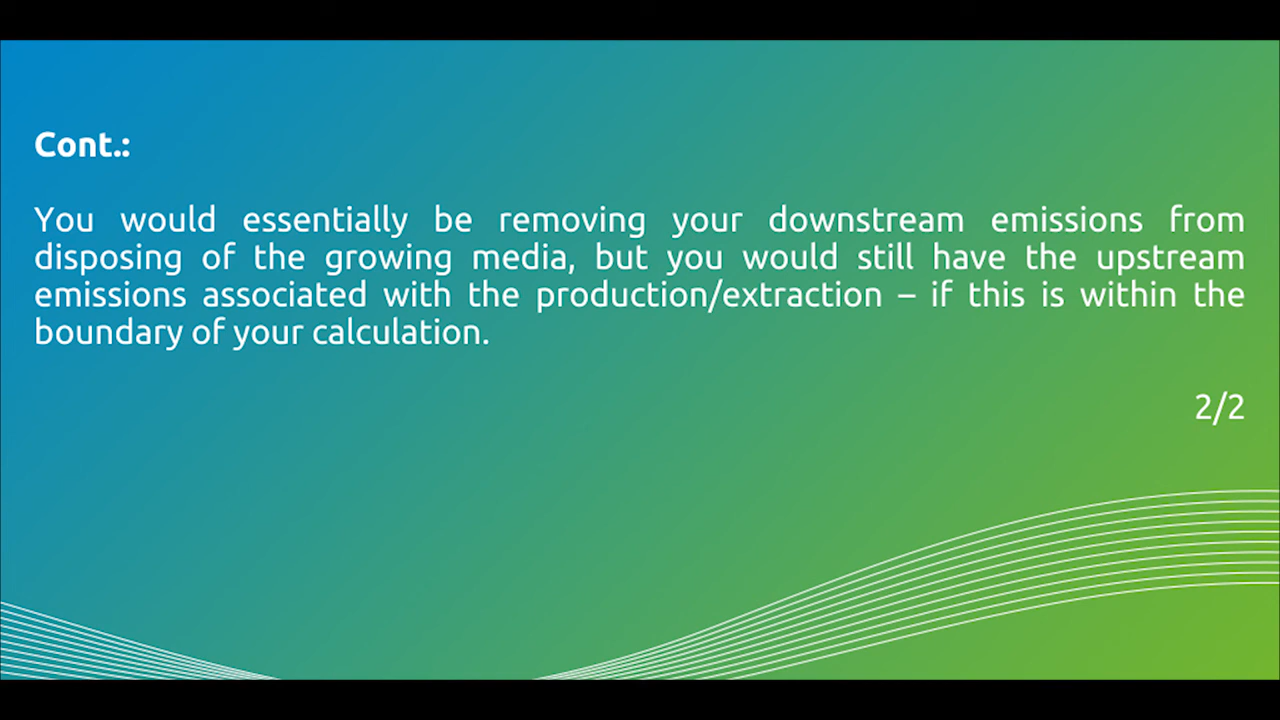 Cont.:
You would essentially be removing your downstream emissions from
disposing of the growing media, but you would still have the upstream
emissions associated with the production/extraction – if this is within the
boundary of your calculation.
2/2